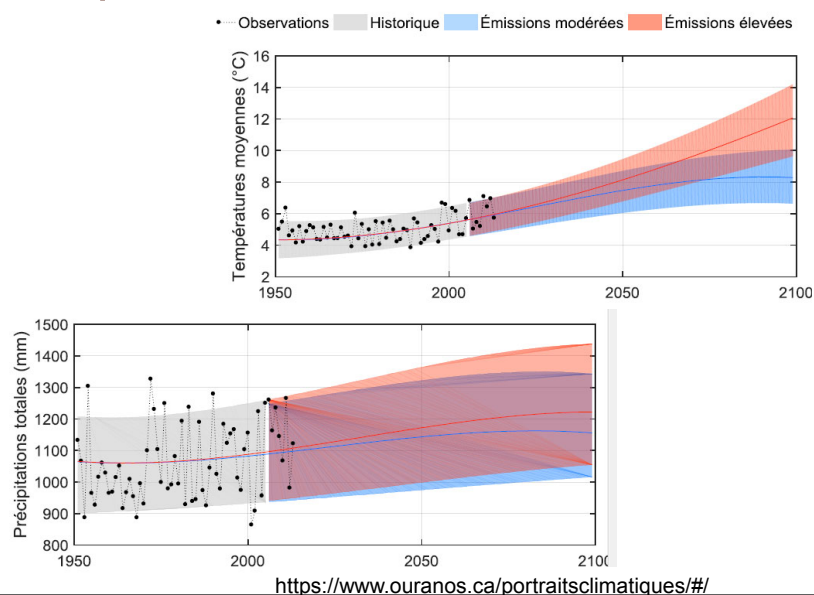 Observations Historique Émissions modérées Émissions élevées
Températures moyennes (°C)
16
14
12
10
8
6
4
2
1950 2000 2050 2100
Précipitations totales (mm)
1500
1400
1300
1200
1100
1000
900
800
1950 2000 2050 2100
https://www.ouranos.ca/portraitsclimatiques/#/